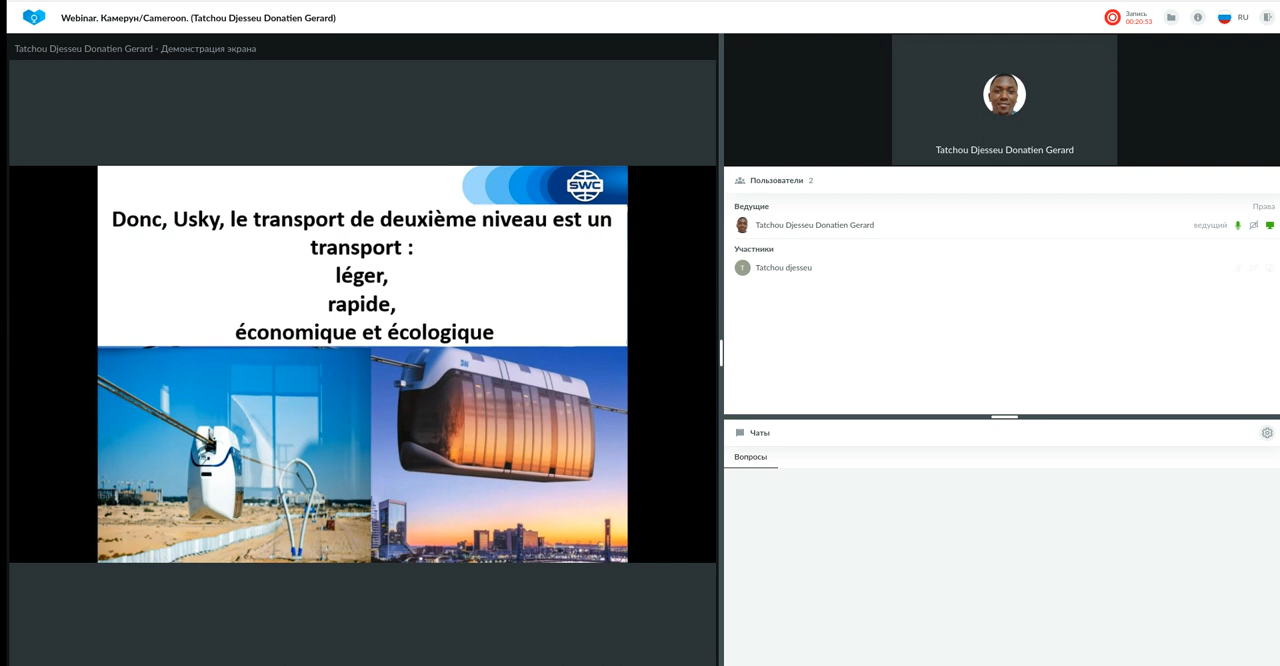 Webinar. Камерун/Cameroon. (Tatchou Djesseu Donatien Gerard)
Запись
00:20:53
RU
Tatchou Djesseu Donatien Gerard - Демонстрация экрана
SWC
Donc, Usky, le transport de deuxième niveau est un
transport :
léger,
rapide,
économique et écologique
Tatchou Djesseu Donatien Gerard
Пользователи 2
Ведущие Права
Tatchou Djesseu Donatien Gerard ведущий
Участники
T Tatchou djesseu
Чаты
Вопросы